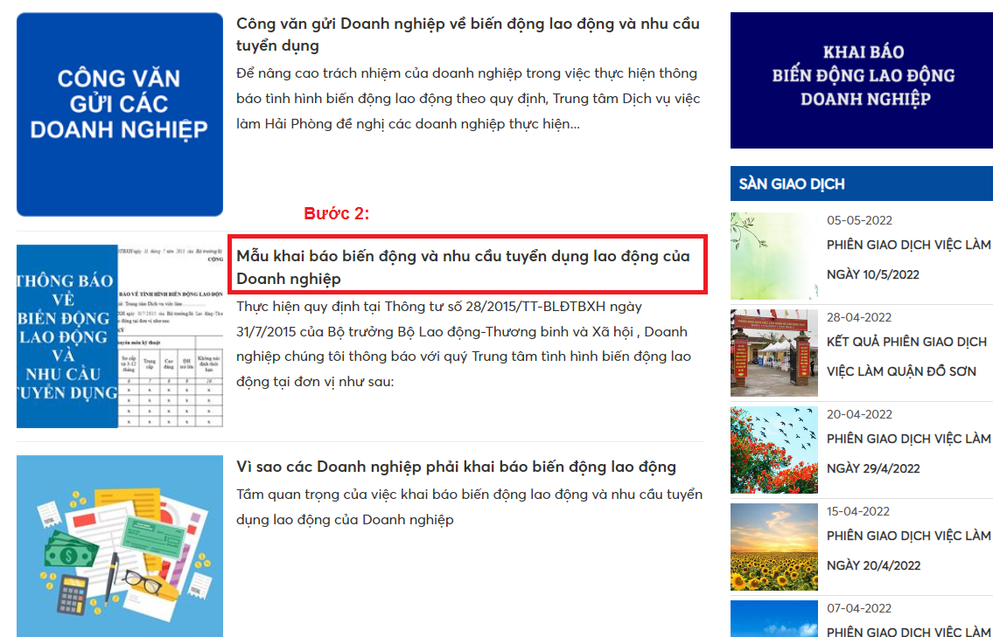 CÔNG VĂN
GỬI CÁC
DOANH NGHIỆP
Công văn gửi Doanh nghiệp về biến động lao động và nhu cầu
tuyển dụng
Để nâng cao trách nhiệm của doanh nghiệp trong việc thực hiện thông
báo tình hình biến động lao động theo quy định, Trung tâm Dịch vụ việc
làm Hải Phòng đề nghị các doanh nghiệp thực hiện...
Bước 2:
THÔNG BÁO
VỀ
BIẾN ĐỘNG
LAO ĐỘNG
VÀ
NHU CẦU
TUYỂN DỤNG
CỘNG
BÁO VỀ TÌNH HÌNH BIẾN ĐỘNG LAO ĐỘN
Mẫu khai báo biến động và nhu cầu tuyển dụng lao động của
Doanh nghiệp
Thực hiện quy định tại Thông tư số 28/2015/TT-BLĐTBXH ngày
31/7/2015 của Bộ trưởng Bộ Lao động-Thương binh và Xã hội , Doanh
nghiệp chúng tôi thông báo với quý Trung tâm tình hình biến động lao
động tại đơn vị như sau:
Vì sao các Doanh nghiệp phải khai báo biến động lao động
Tầm quan trọng của việc khai báo biến động lao động và nhu cầu tuyển
dụng lao động của Doanh nghiệp
KHAI BÁO
BIẾN ĐỘNG LAO ĐỘNG
DOANH NGHIỆP
SÀN GIAO DỊCH
05-05-2022
PHIÊN GIAO DỊCH VIỆC LÀM
NGÀY 10/5/2022
28-04-2022
KẾT QUẢ PHIÊN GIAO DỊCH
VIỆC LÀM QUẬN ĐỒ SƠN
20-04-2022
PHIÊN GIAO DỊCH VIỆC LÀM
NGÀY 29/4/2022
15-04-2022
PHIÊN GIAO DỊCH VIỆC LÀM
NGÀY 20/4/2022
07-04-2022
PHIÊN GIAO DỊCH VIỆC LÀM